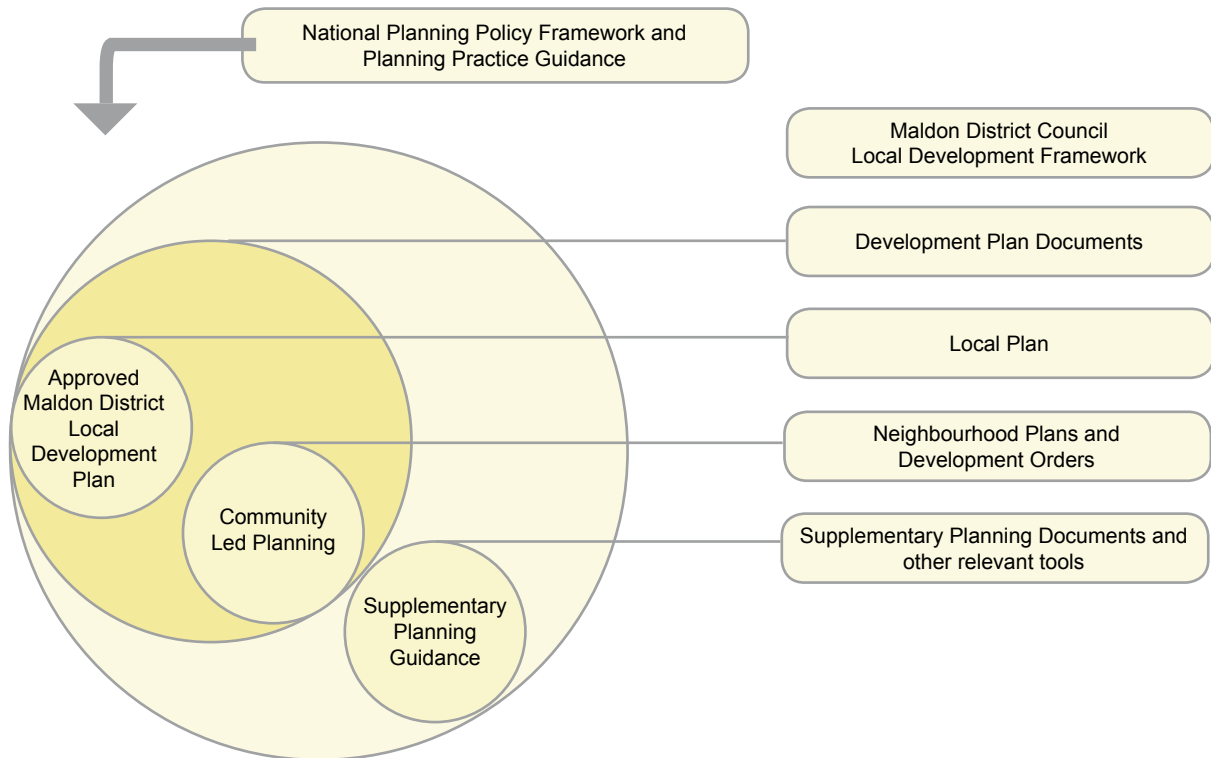 National Planning Policy Framework and
Planning Practice Guidance
Maldon District Council
Local Development Framework
Development Plan Documents
Local Plan
Neighbourhood Plans and
Development Orders
Supplementary Planning Documents and
other relevant tools
Approved
Maldon District
Local
Development
Plan
Community
Led Planning
Supplementary
Planning
Guidance